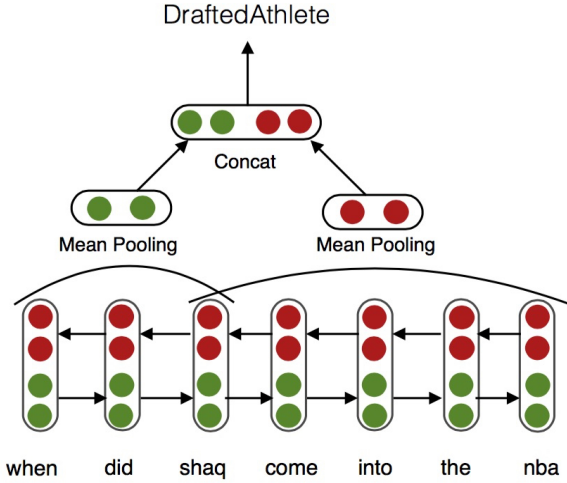 DraftedAthlete
Concat
Mean Pooling Mean Pooling
when did shaq come into the nba